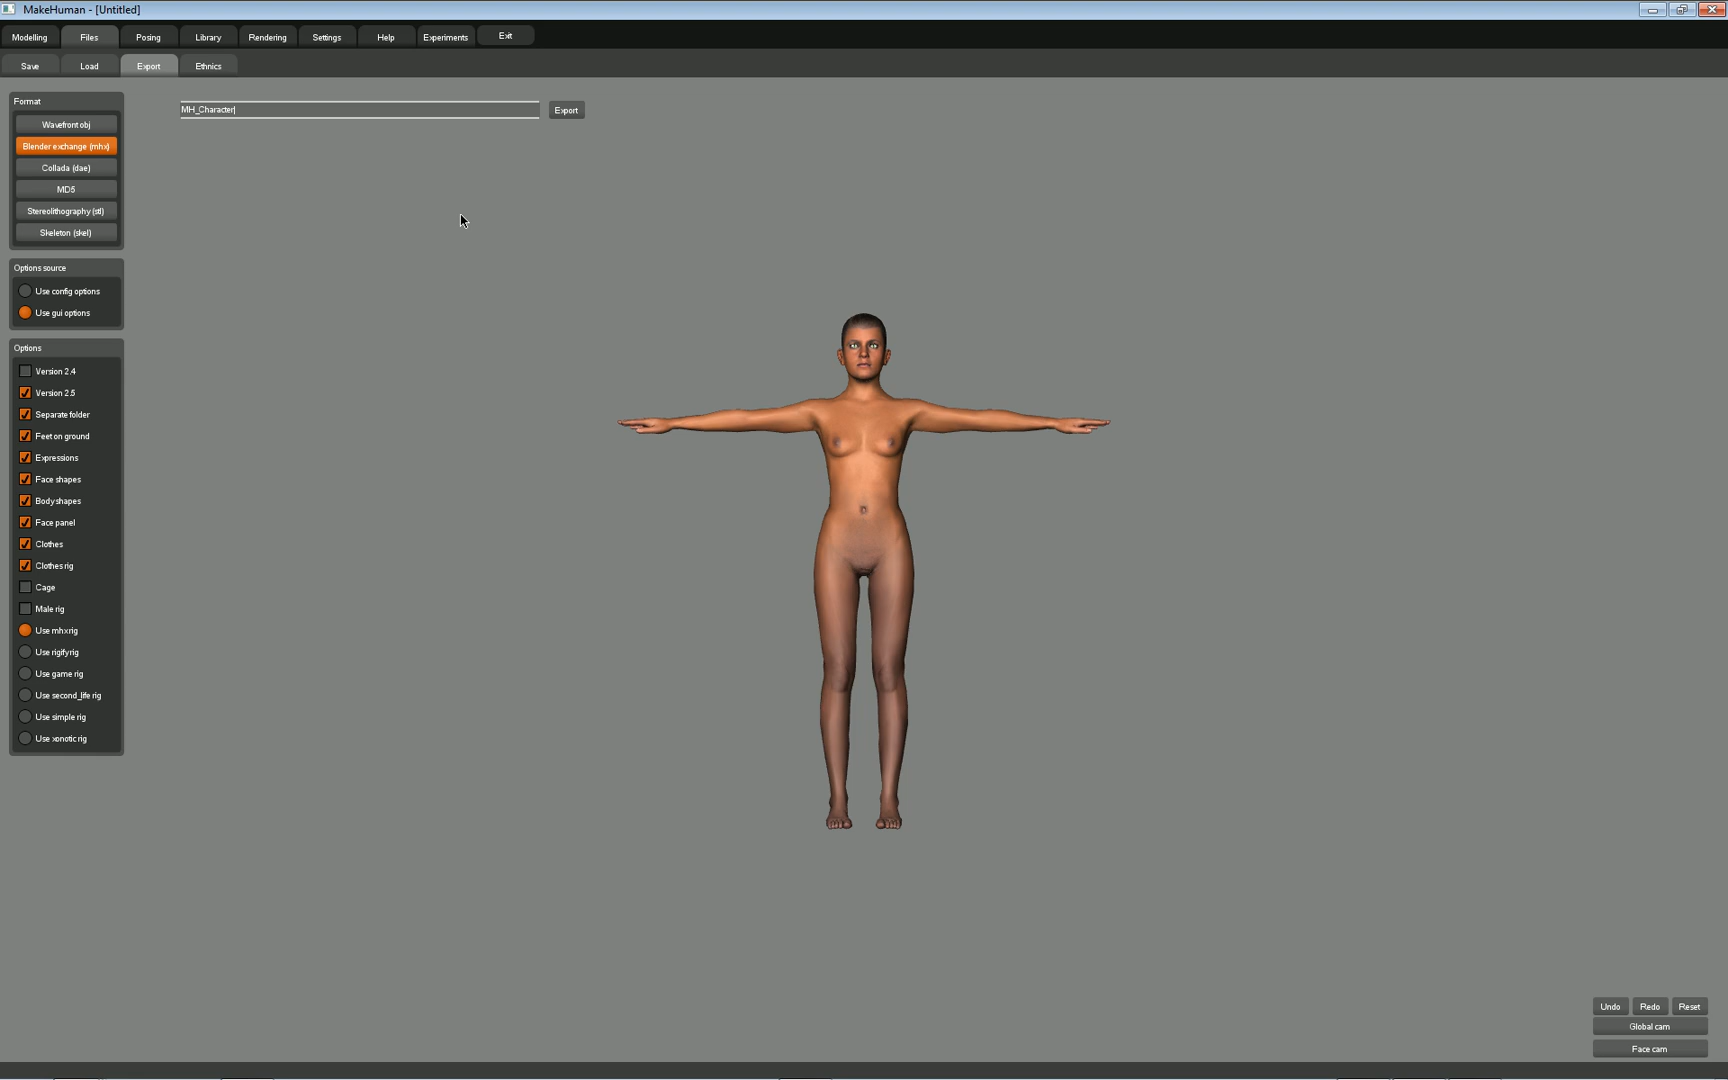 MakeHuman - [Untitled]
Modelling Files Posing Library Rendering Settings Help Experiments Exit
Save Load Export Ethnics
Format
Wavefront obj
Blender exchange (mhx)
Collada (dae)
MD5
Stereolithography (stl)
Skeleton (skel)
Options source
Use config options
Use gui options
Options
Version 2.4
Version 2.5
Separate folder
Feet on ground
Expressions
Face shapes
Body shapes
Face panel
Clothes
Clothes rig
Cage
Male rig
Use mhx rig
Use rigify rig
Use game rig
Use second_life rig
Use simple rig
Use xonotic rig
MH_Character
Export
Undo Redo Reset
Global cam
Face cam